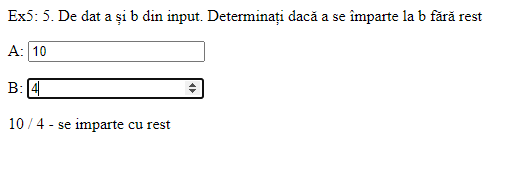 Ex5: 5. De dat a și b din input. Determinați dacă a se împarte la b fără rest
A: 10
B: 4
10 / 4 - se imparte cu rest